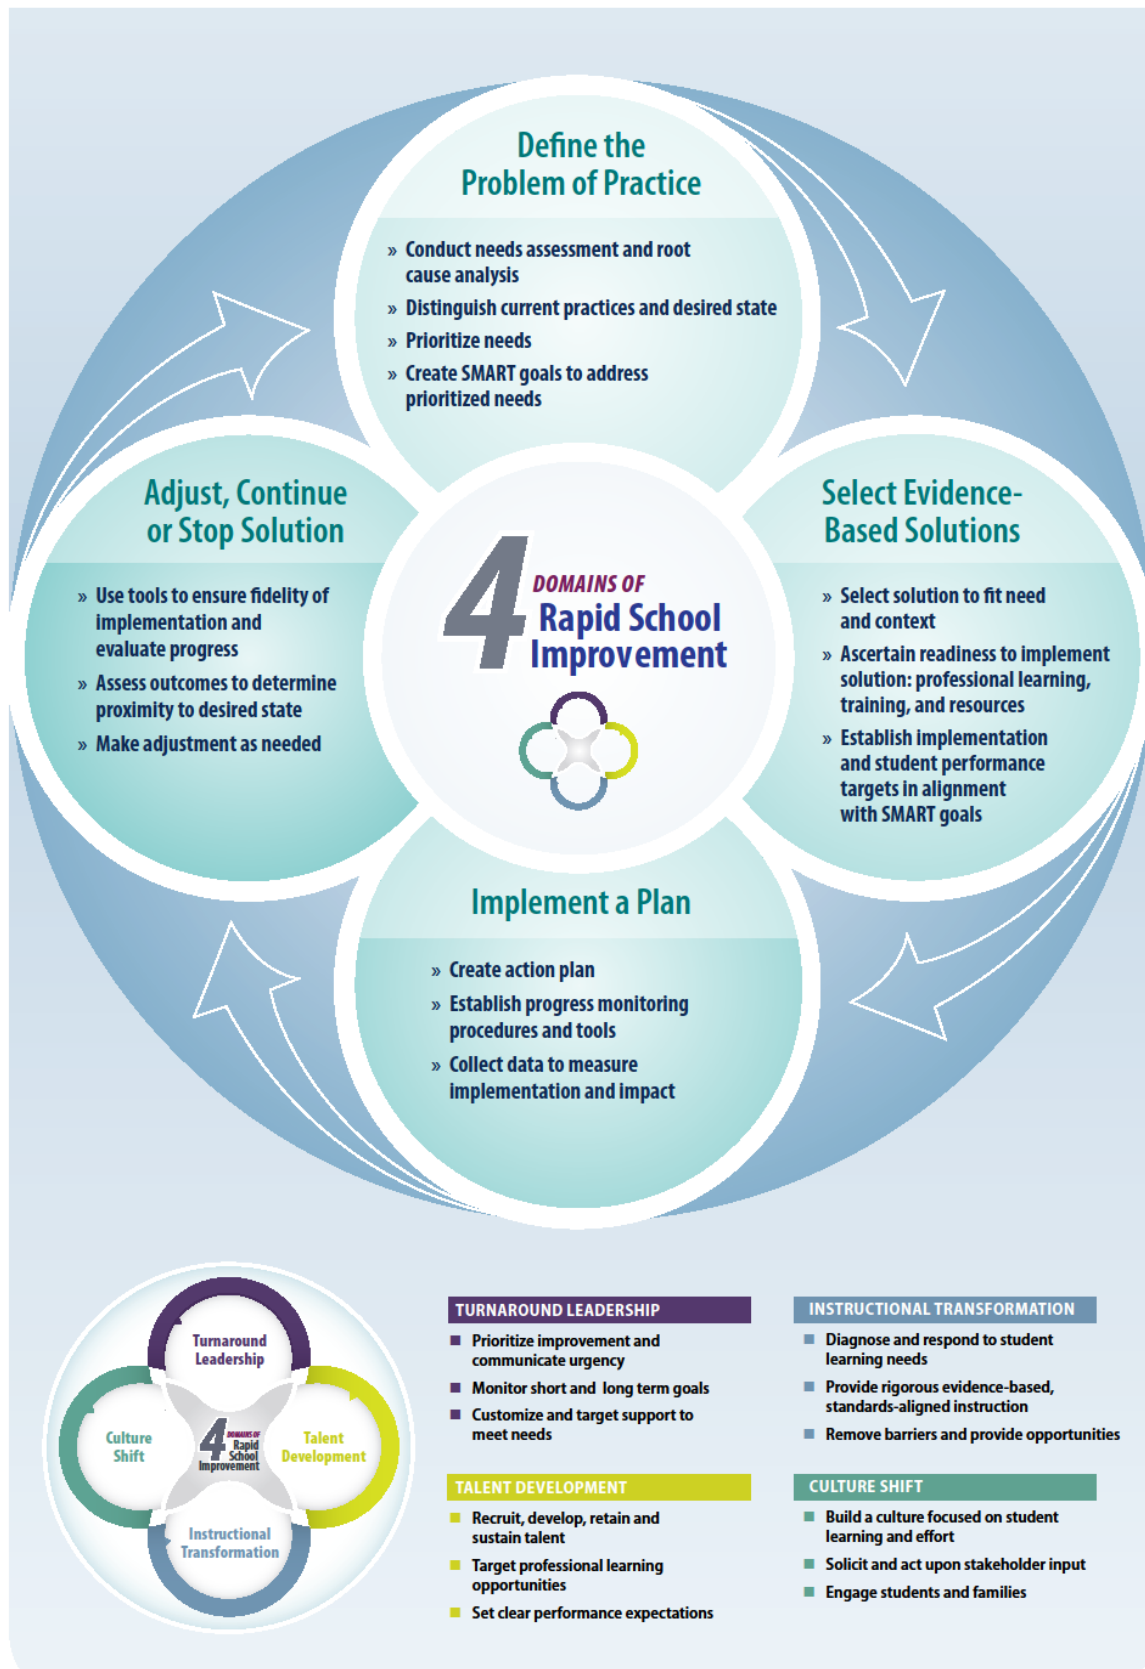 Define the
Problem of Practice
» Conduct needs assessment and root
cause analysis
» Distinguish current practices and desired state
» Prioritize needs
» Create SMART goals to address
prioritized needs
Adjust, Continue
or Stop Solution
» Use tools to ensure fidelity of
implementation and
evaluate progress
» Assess outcomes to determine
proximity to desired state
» Make adjustment as needed
4 DOMAINS OF
Rapid School
Improvement
Select Evidence-
Based Solutions
» Select solution to fit need
and context
» Ascertain readiness to implement
solution: professional learning,
training, and resources
» Establish implementation
and student performance
targets in alignment
with SMART goals
Implement a Plan
» Create action plan
» Establish progress monitoring
procedures and tools
» Collect data to measure
implementation and impact
Turnaround
Leadership
Culture
Shift
4 DOMAINS OF
Rapid
School
Improvement
Talent
Development
Instructional
Transformation
TURNAROUND LEADERSHIP
■ Prioritize improvement and
communicate urgency
■ Monitor short and long term goals
■ Customize and target support to
meet needs
INSTRUCTIONAL TRANSFORMATION
■ Diagnose and respond to student
learning needs
■ Provide rigorous evidence-based,
standards-aligned instruction
■ Remove barriers and provide opportunities
TALENT DEVELOPMENT
■ Recruit, develop, retain and
sustain talent
■ Target professional learning
opportunities
■ Set clear performance expectations
CULTURE SHIFT
■ Build a culture focused on student
learning and effort
■ Solicit and act upon stakeholder input
■ Engage students and families